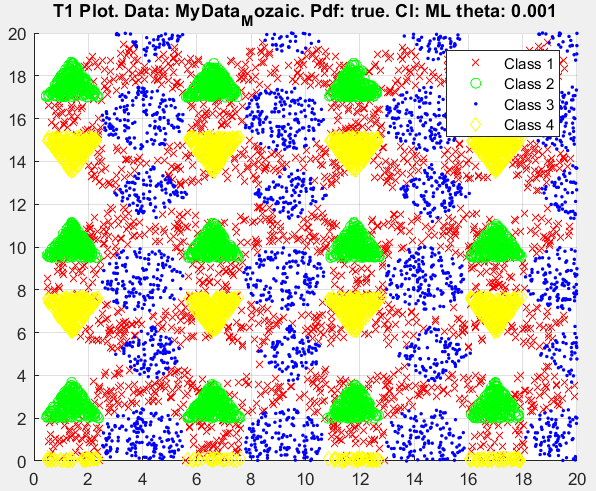 T1 Plot. Data: MyData_Mozaic. Pdf: true. Cl: ML theta: 0.001
20
18
16
14
12
10
8
6
4
2
0
Class 1
Class 2
Class 3
Class 4
0 2 4 6 8 10 12 14 16 18 20